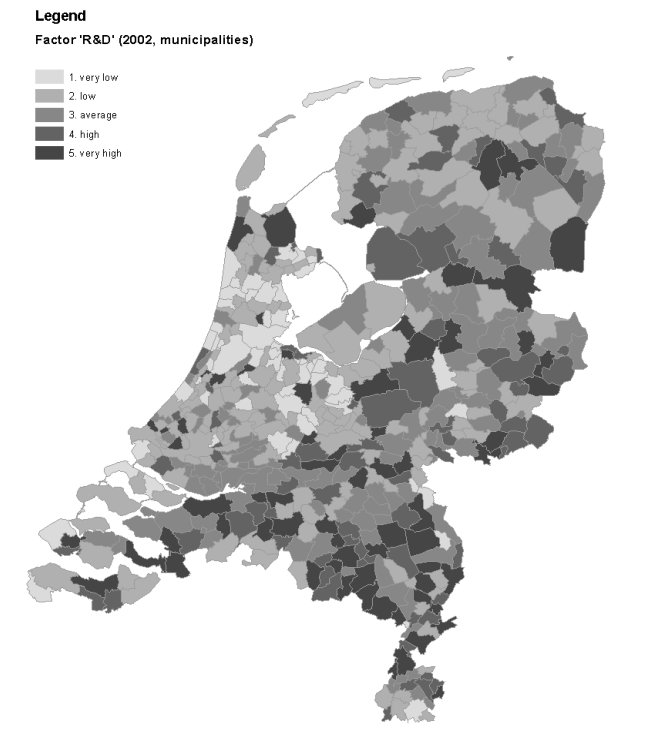 Legend
Factor 'R&D' (2002, municipalities)
1. very low
2. low
3. average
4. high
5. very high